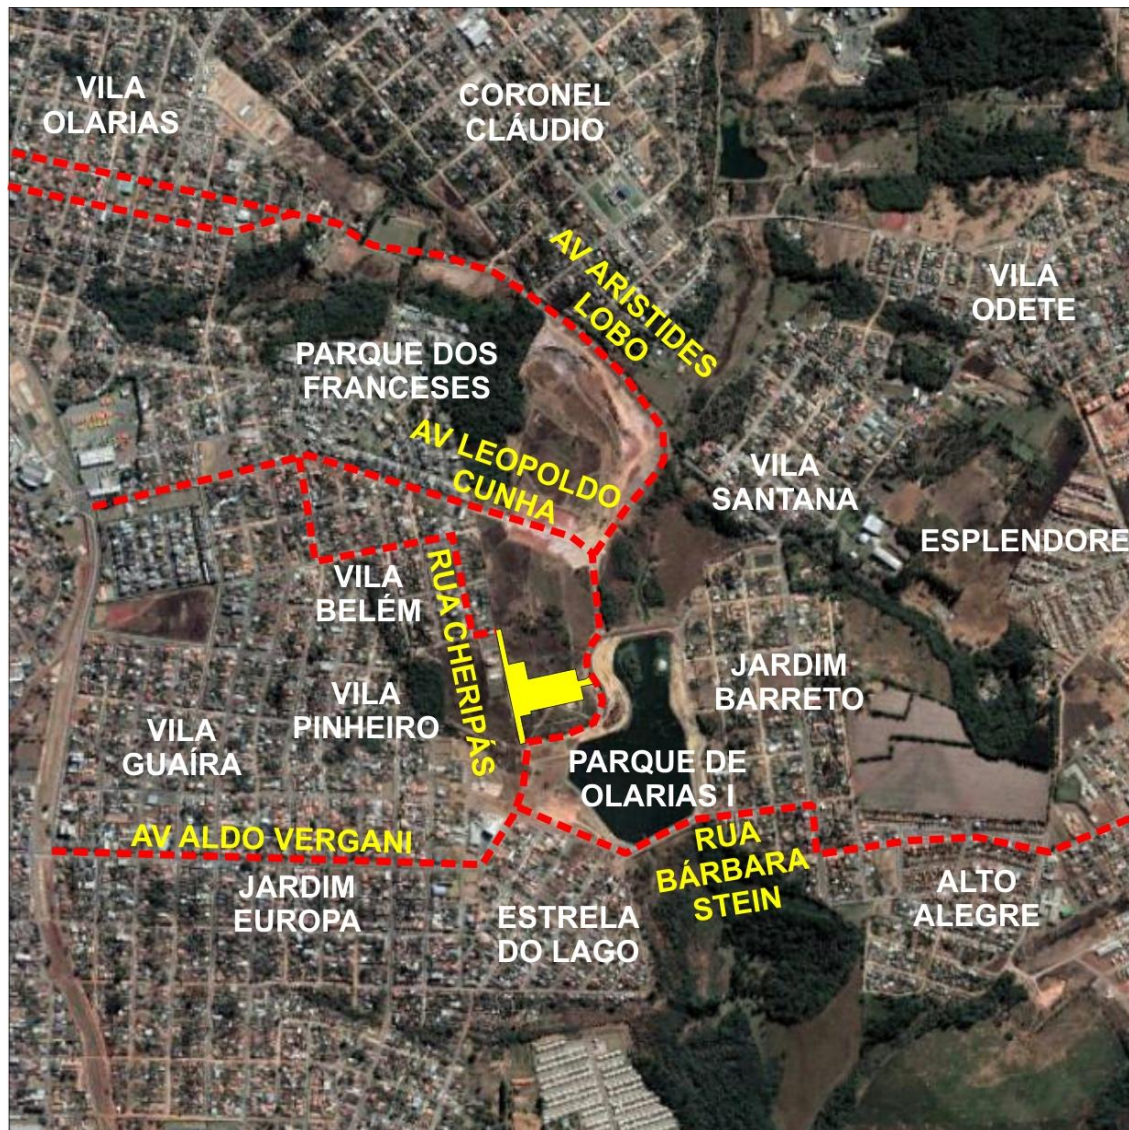 VILA
OLARIAS
CORONEL
CLÁUDIO
AV ARISTIDES
LOBO
VILA
ODETE
PARQUE DOS
FRANCESES
AV LEOPOLDO
CUNHA
VILA
SANTANA
ESPLENDORE
VILA
BELÉM
RUA CHERIPÁS
JARDIM
BARRETO
VILA
PINHEIRO
VILA
GUAÍRA
PARQUE DE
OLARIAS I
AV ALDO VERGANI
RUA
BÁRBARA
STEIN
JARDIM
EUROPA
ESTRELA
DO LAGO
ALTO
ALEGRE